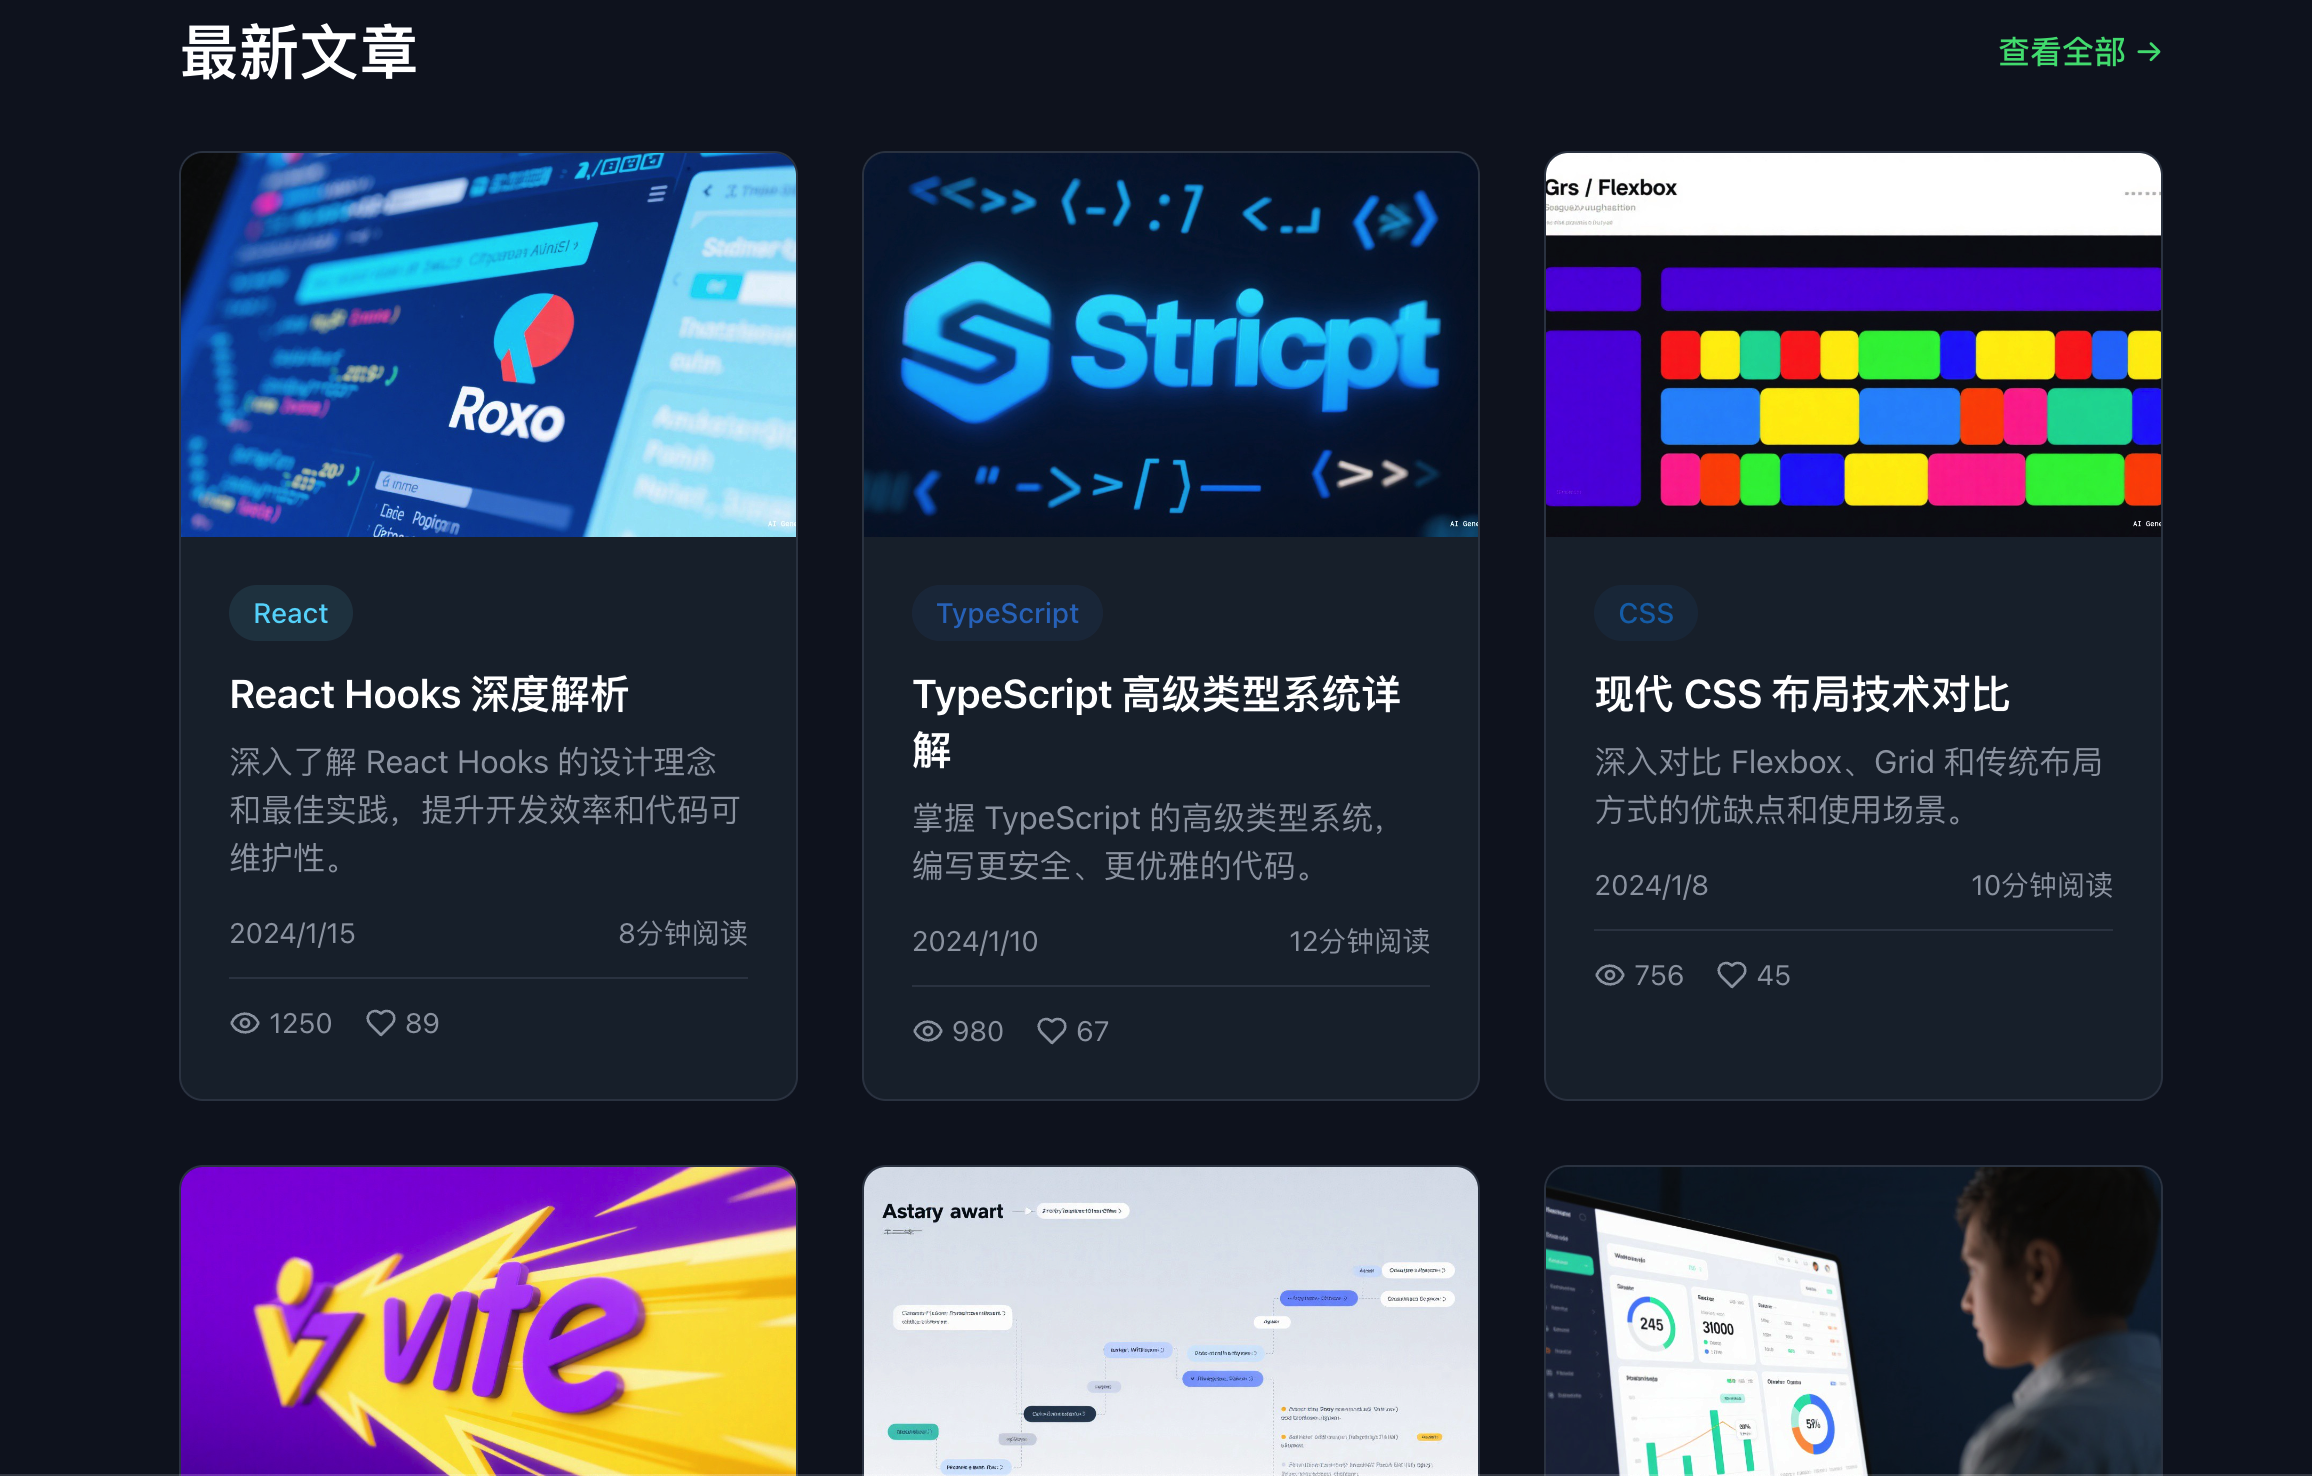 最新文章
查看全部 →
Roxo
Stricpt
Grs / Flexbox
AI Gene
AI Gene
AI Gene
React
React Hooks 深度解析
深入了解 React Hooks 的设计理念
和最佳实践，提升开发效率和代码可
维护性。
2024/1/15
8分钟阅读
1250
89
TypeScript
TypeScript 高级类型系统详
解
掌握 TypeScript 的高级类型系统，
编写更安全、更优雅的代码。
2024/1/10
12分钟阅读
980
67
CSS
现代 CSS 布局技术对比
深入对比 Flexbox、Grid 和传统布局
方式的优缺点和使用场景。
2024/1/8
10分钟阅读
756
45
vite
Astary awart
245
31000